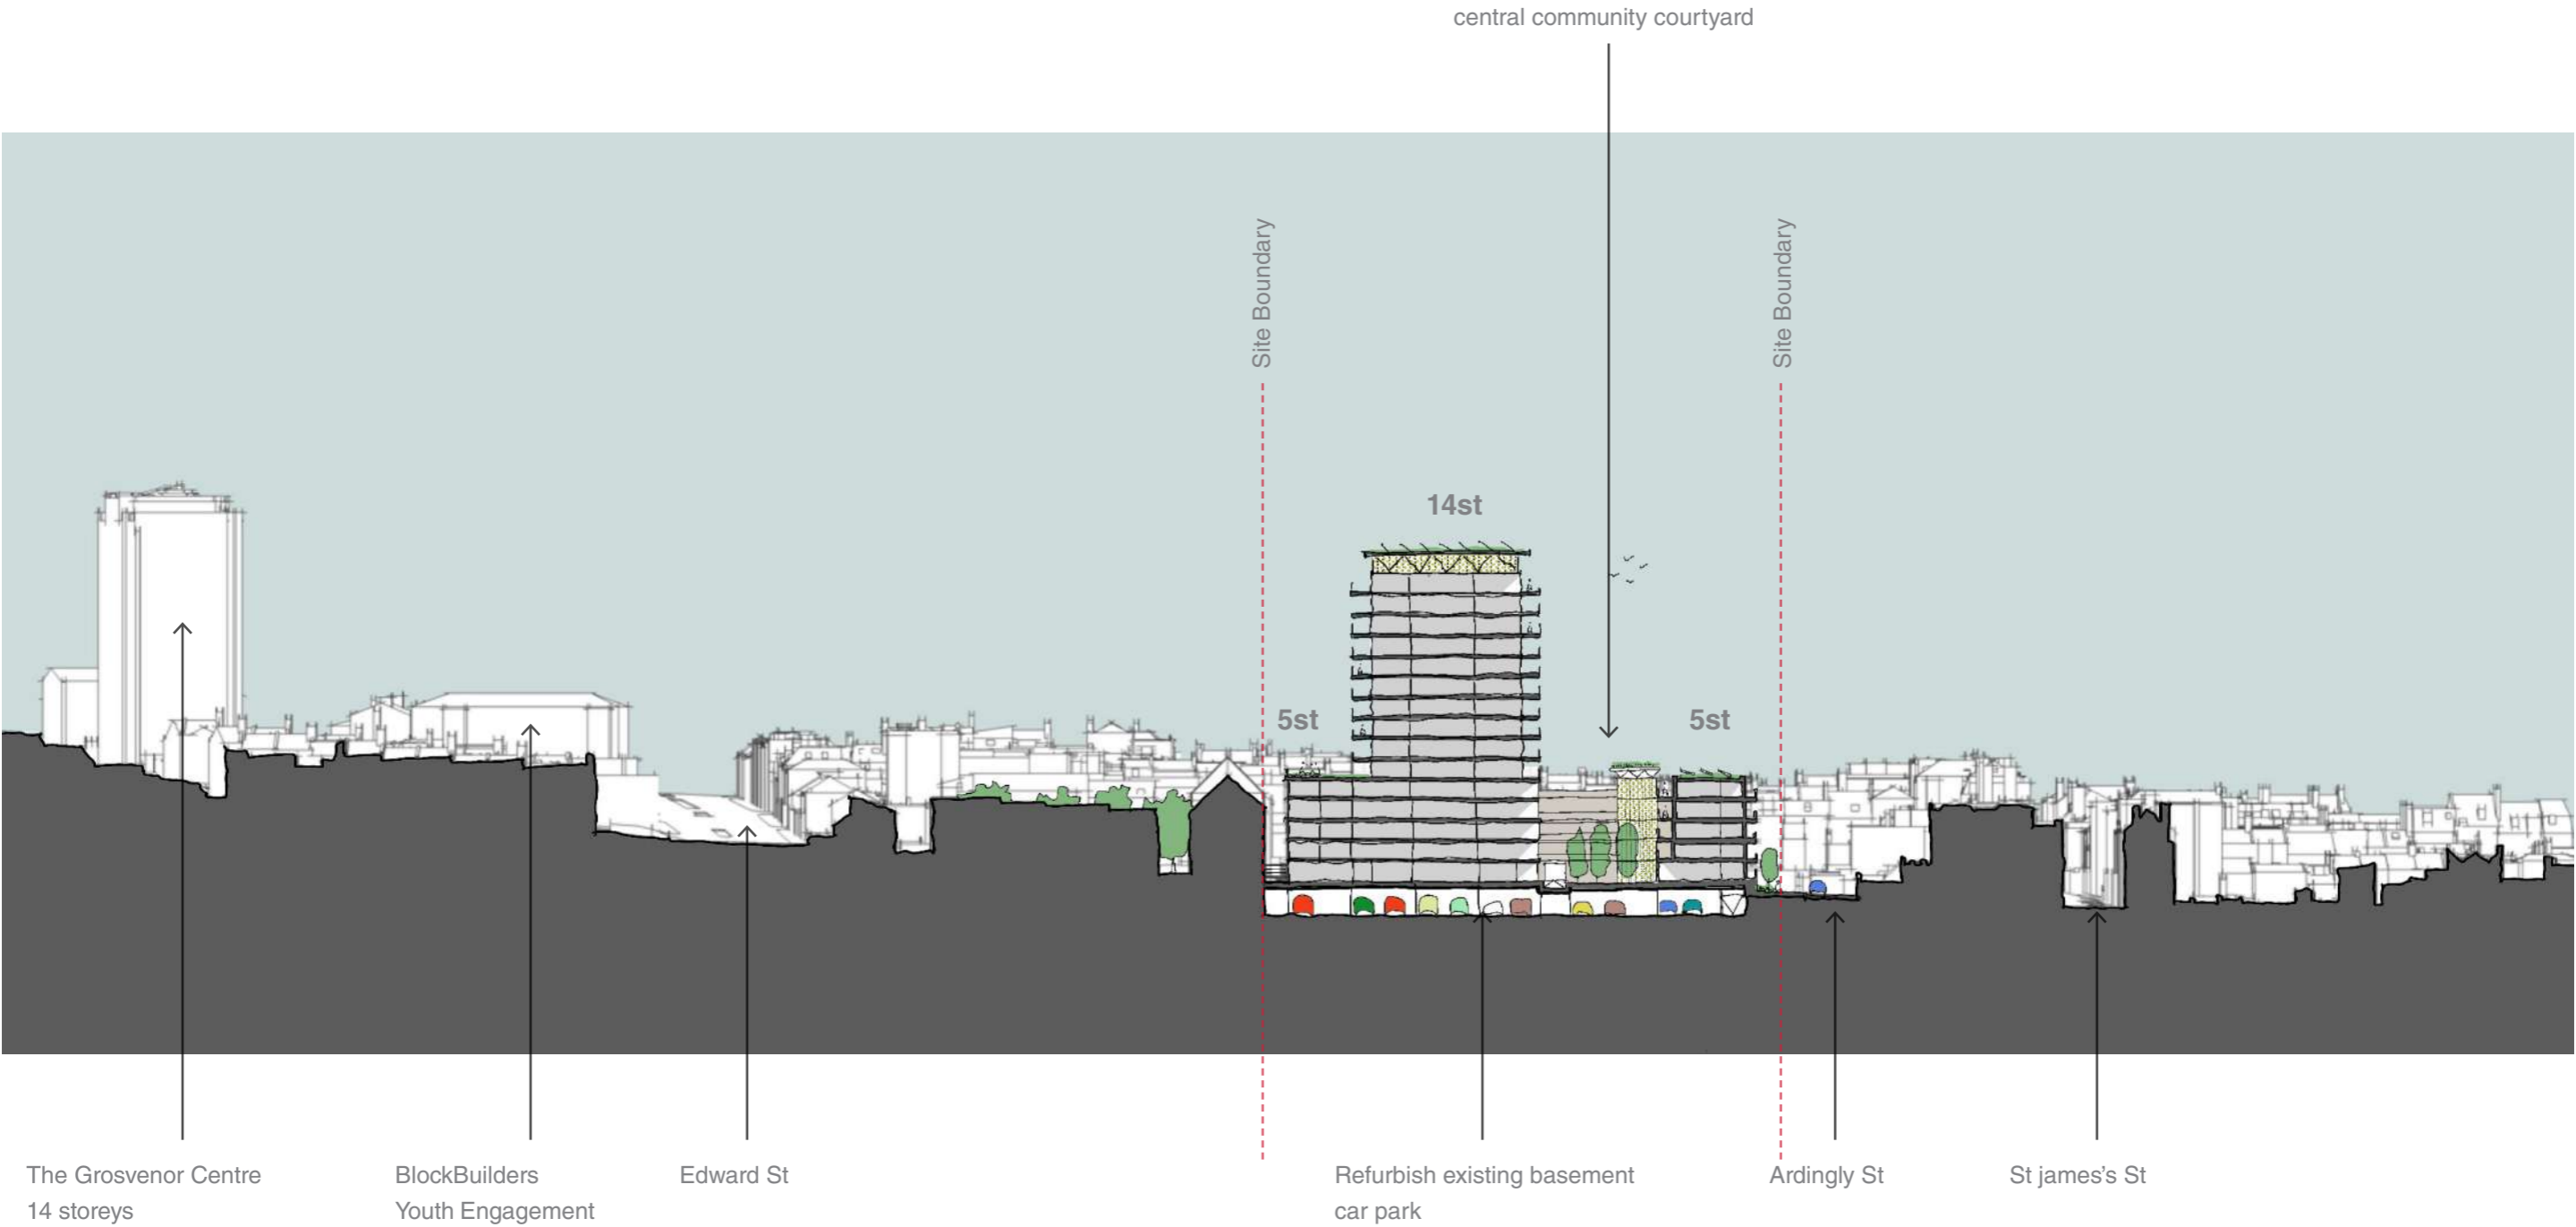 central community courtyard
Site Boundary
Site Boundary
14st
5st
5st
The Grosvenor Centre
14 storeys
BlockBuilders
Youth Engagement
Edward St
Refurbish existing basement
car park
Ardingly St
St james's St